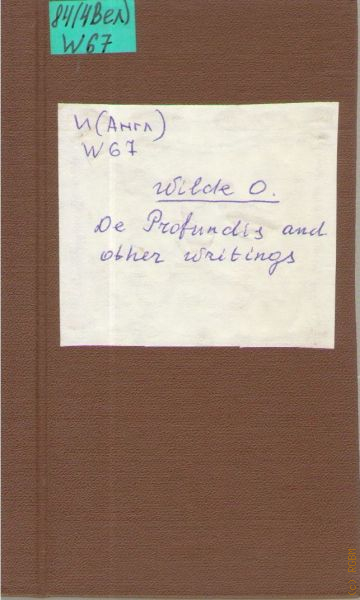 84(4Вел)
W67
И(Англ)
W67
Wilde O.
De Profundis and
other writings